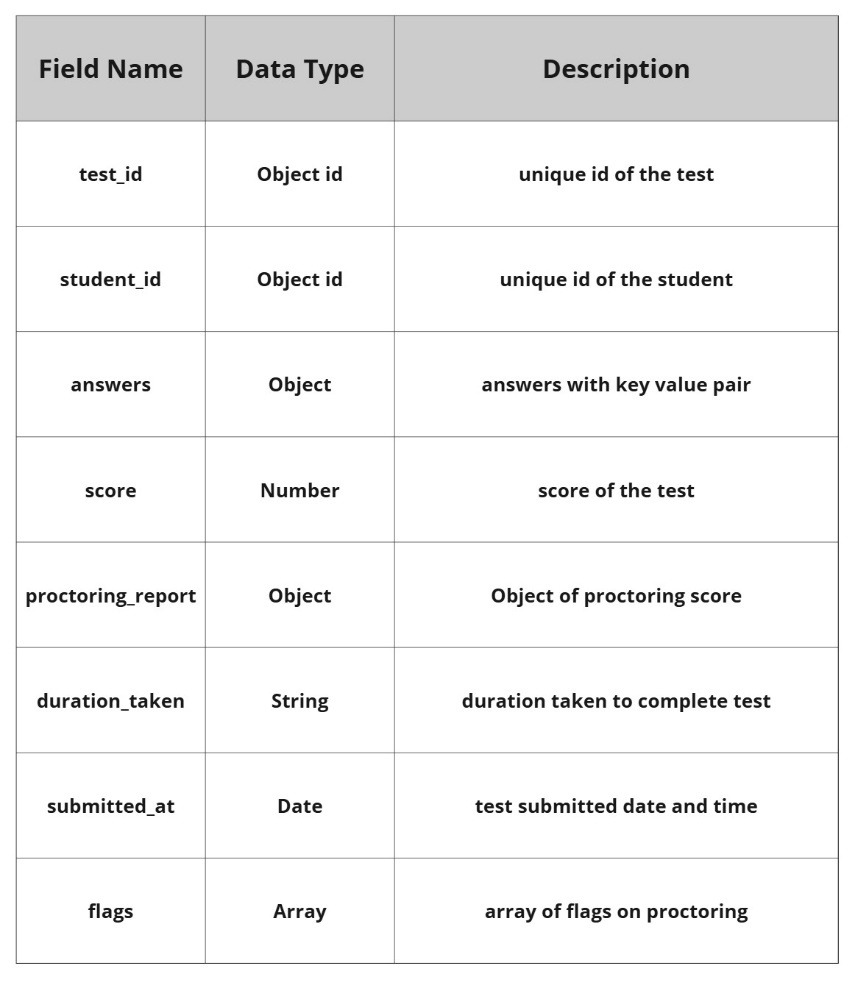 Field Name Data Type Description
test_id Object id unique id of the test
student_id Object id unique id of the student
answers Object answers with key value pair
score Number score of the test
proctoring_report Object Object of proctoring score
duration_taken String duration taken to complete test
submitted_at Date test submitted date and time
flags Array array of flags on proctoring